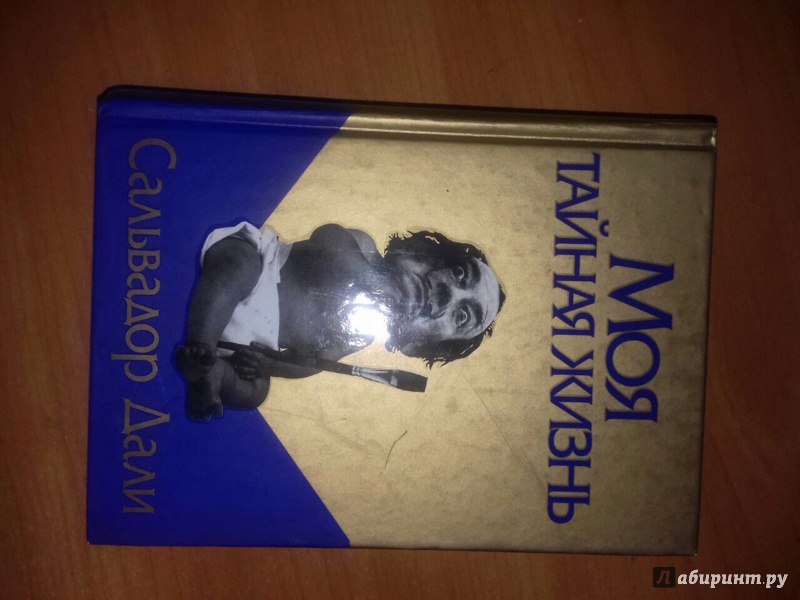 Моя
ТАЙНАЯ ЖИЗНЬ
Сальвадор Дали
Лабиринт.ру